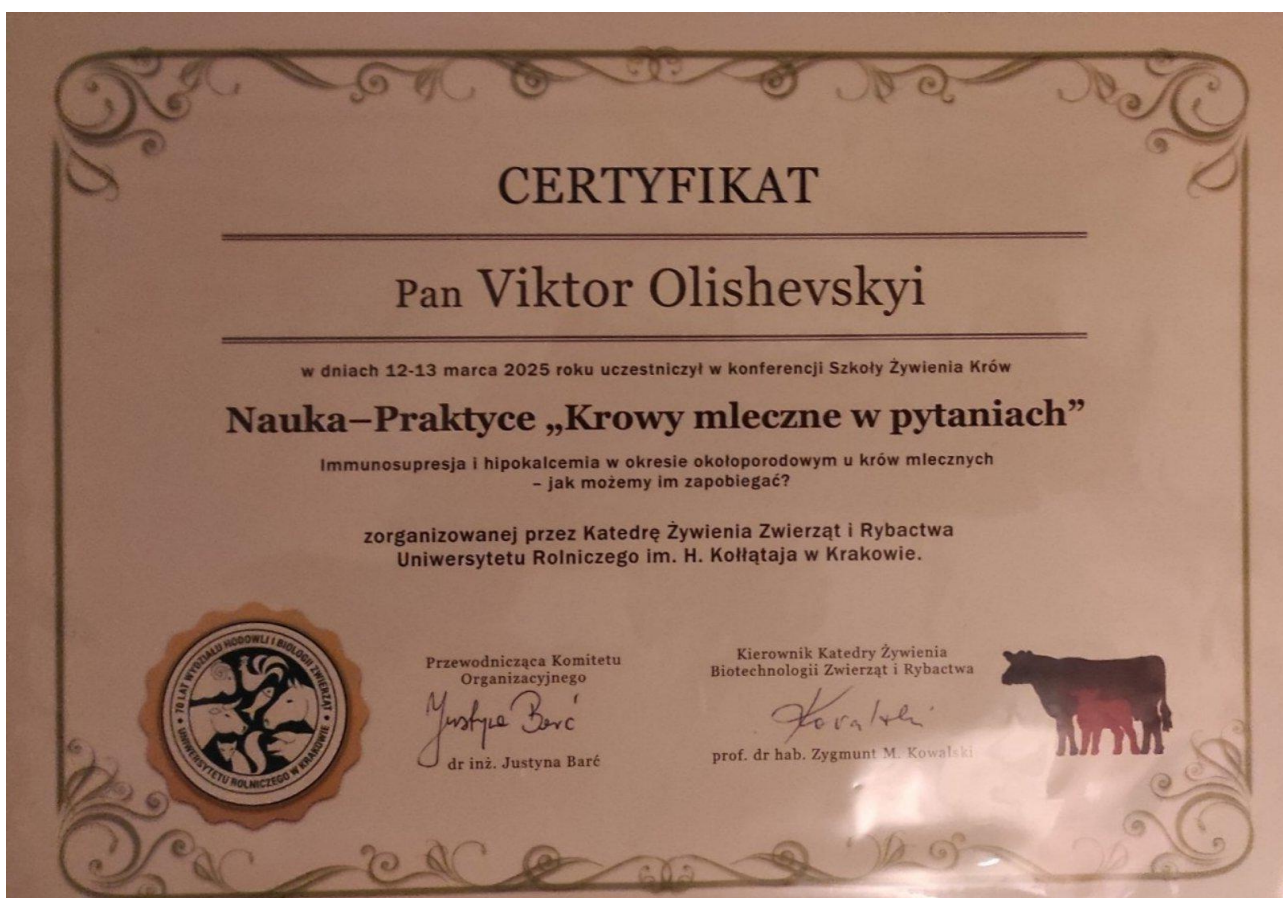 CERTYFIKAT
Pan Viktor Olishevskyi
w dniach 12-13 marca 2025 roku uczestniczył w konferencji Szkoły Żywienia Krów
Nauka–Praktyce „Krowy mleczne w pytaniach”
Immunosupresja i hipokalcemia w okresie okołoporodowym u krów mlecznych
– jak możemy im zapobiegać?
zorganizowanej przez Katedrę Żywienia Zwierząt i Rybactwa
Uniwersytetu Rolniczego im. H. Kołłątaja w Krakowie.
70 LAT WYDZIAŁU HODOWLI I BIOLOGII ZWIERZĄT
UNIWERSYTETU ROLNICZEGO W KRAKOWIE
Przewodnicząca Komitetu
Organizacyjnego
Justyna Barć
dr inż. Justyna Barć
Kierownik Katedry Żywienia
Biotechnologii Zwierząt i Rybactwa
Kowalski
prof. dr hab. Zygmunt M. Kowalski